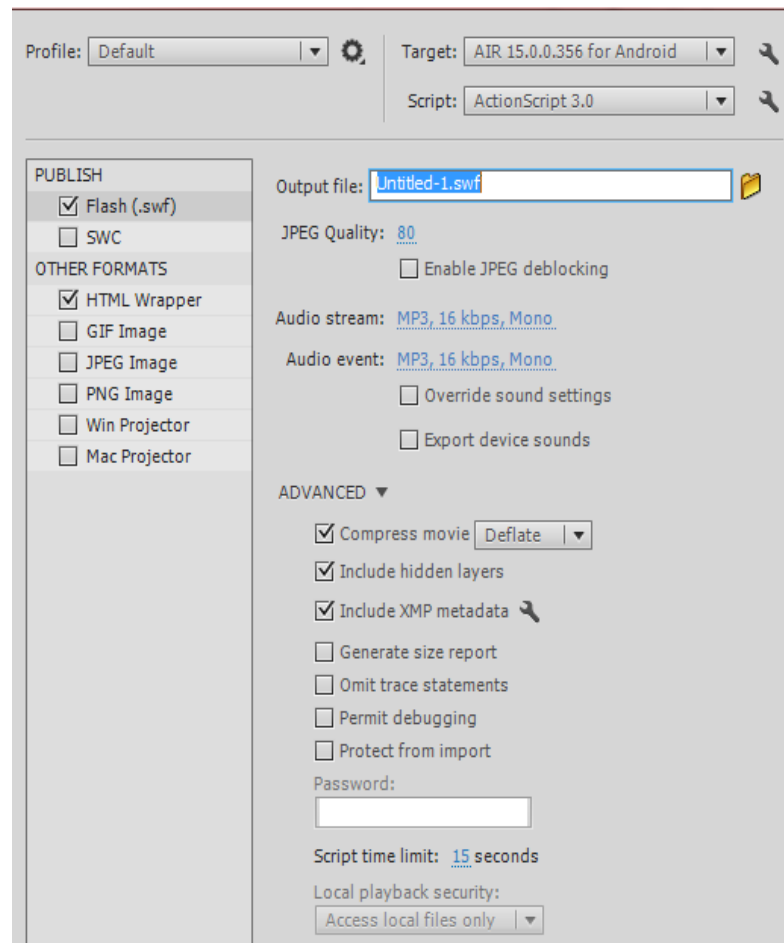 Profile: Default
Target: AIR 15.0.0.356 for Android
Script: ActionScript 3.0
PUBLISH
Flash (.swf)
SWC
OTHER FORMATS
HTML Wrapper
GIF Image
JPEG Image
PNG Image
Win Projector
Mac Projector
Output file: Untitled-1.swf
JPEG Quality: 80
Enable JPEG deblocking
Audio stream: MP3, 16 kbps, Mono
Audio event: MP3, 16 kbps, Mono
Override sound settings
Export device sounds
ADVANCED
Compress movie Deflate
Include hidden layers
Include XMP metadata
Generate size report
Omit trace statements
Permit debugging
Protect from import
Password:
Script time limit: 15 seconds
Local playback security:
Access local files only